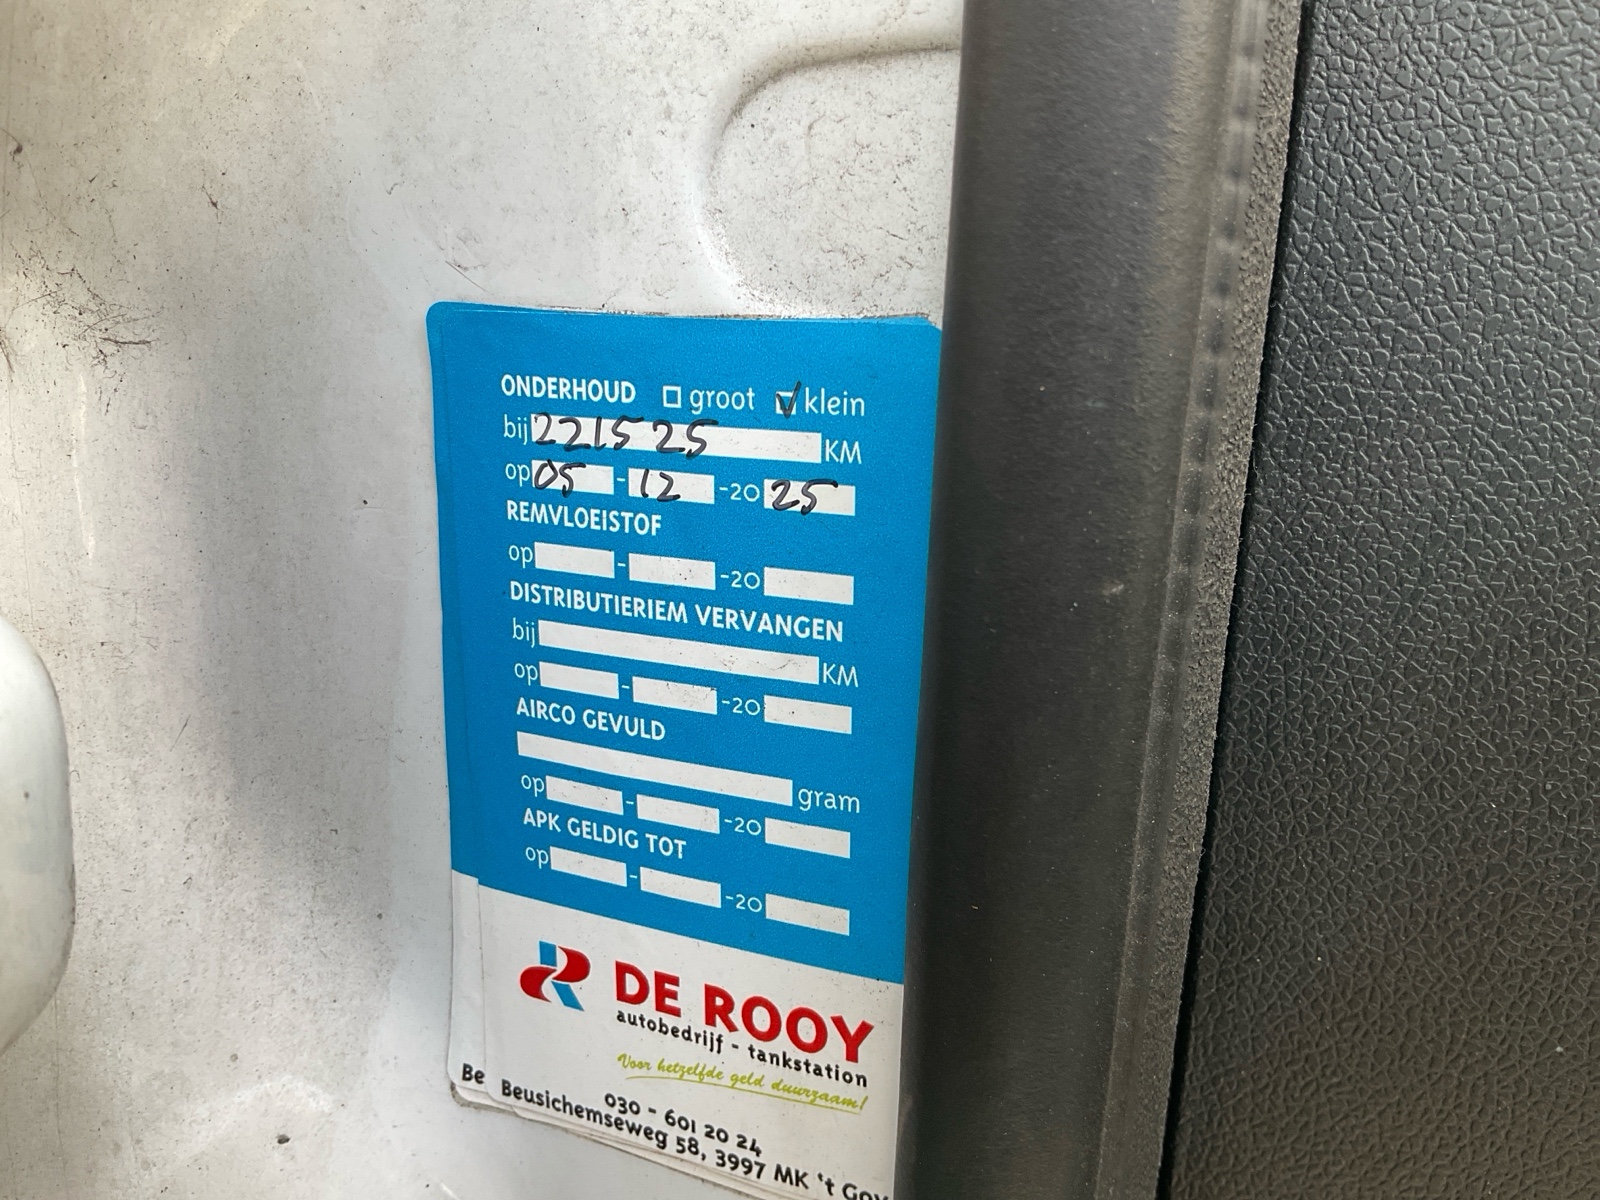 ONDERHOUD groot klein
bij 221525 KM
op 05 - 12 -20 25
REMVLOEISTOF
op - -20
DISTRIBUTIERIEM VERVANGEN
bij KM
op - -20
AIRCO GEVULD
gram
op - -20
APK GELDIG TOT
op - -20
DE ROOY
autobedrijf - tankstation
Voor hetzelfde geld duurzaam!
030 - 601 20 24
Be Beusichemseweg 58, 3997 MK 't Goy